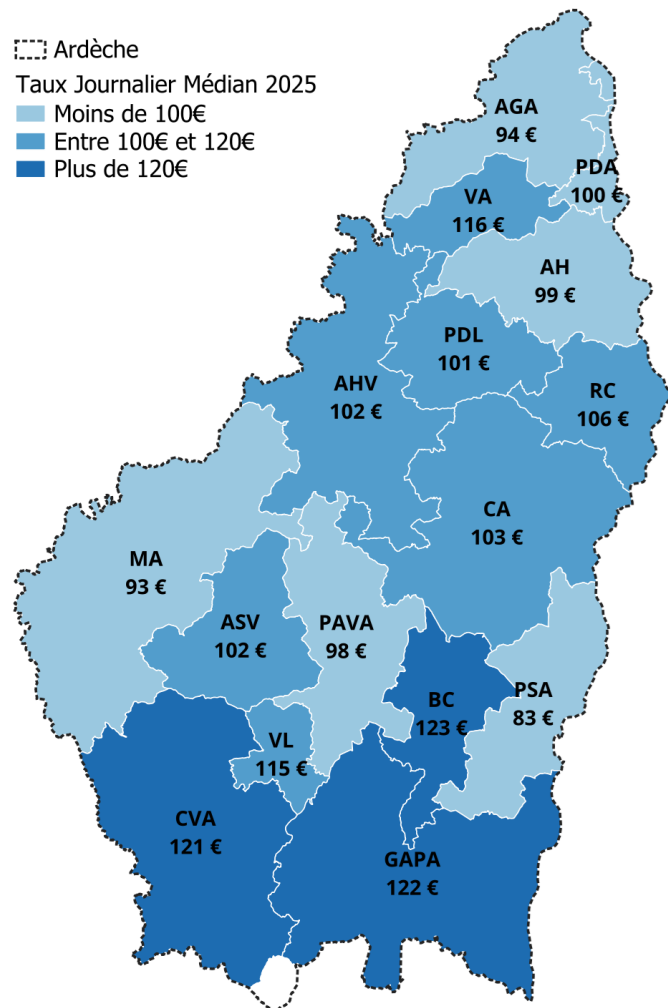 Ardèche
Taux Journalier Médian 2025
Moins de 100€
Entre 100€ et 120€
Plus de 120€
AGA
94 €
PDA
100 €
VA
116 €
AH
99 €
PDL
101 €
AHV
102 €
RC
106 €
CA
103 €
MA
93 €
ASV
102 €
PAVA
98 €
BC
123 €
PSA
83 €
VL
115 €
CVA
121 €
GAPA
122 €